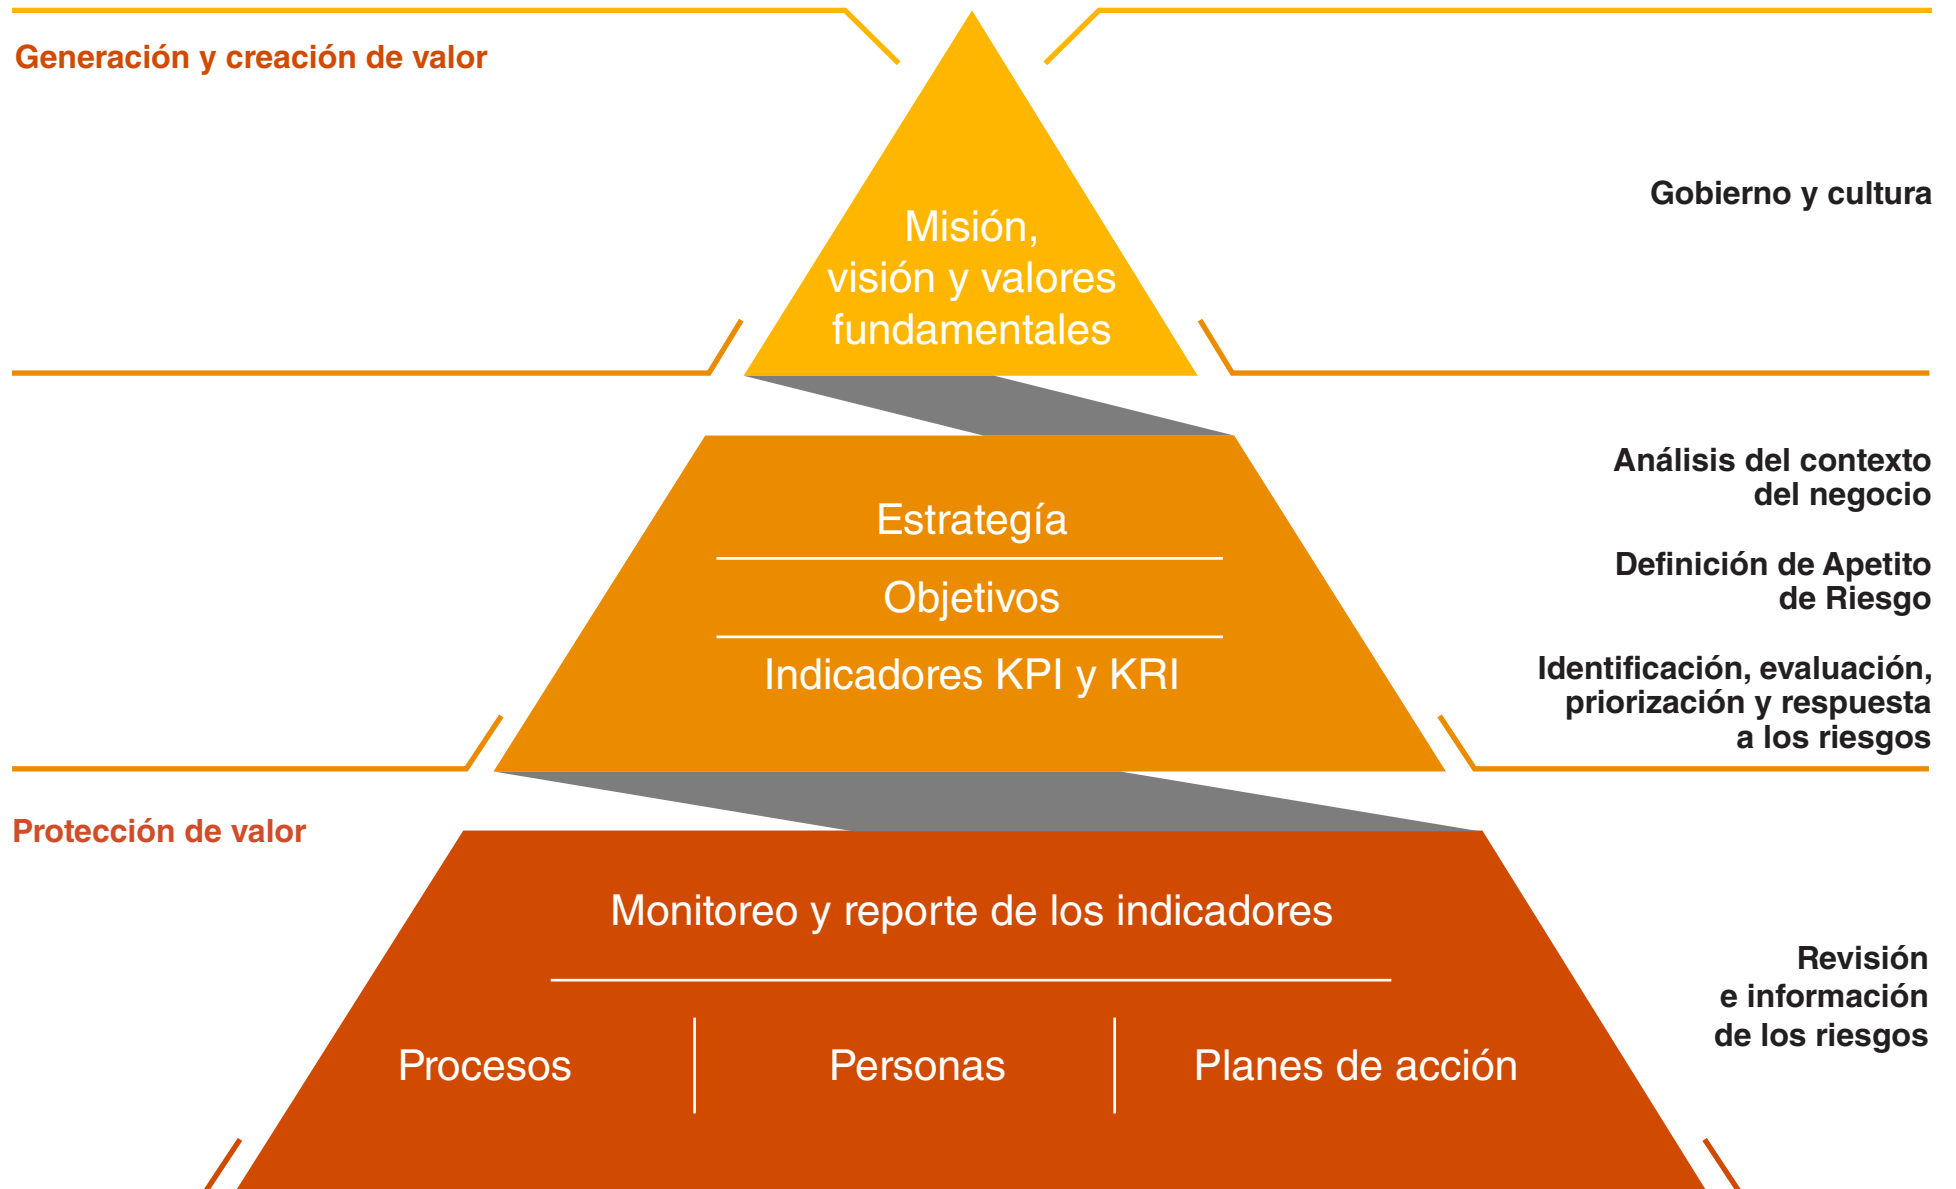 Generación y creación de valor
Misión,
visión y valores
fundamentales
Gobierno y cultura
Estrategía
Objetivos
Indicadores KPI y KRI
Análisis del contexto
del negocio
Definición de Apetito
de Riesgo
Identificación, evaluación,
priorización y respuesta
a los riesgos
Protección de valor
Monitoreo y reporte de los indicadores
Procesos
Personas
Planes de acción
Revisión
e información
de los riesgos